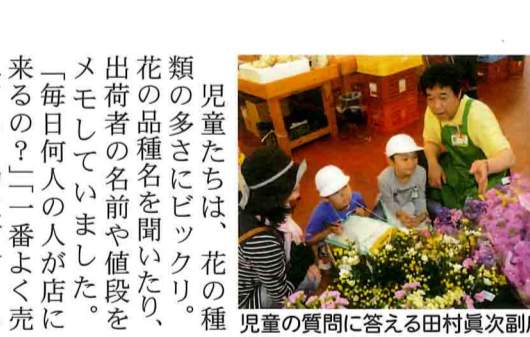 児童たちは、花の種
類の多さにビックリ。
花の品種名を聞いたり、
出荷者の名前や値段を
メモしていました。
「毎日何人の人が店に
来るの？」「一番よく売
児童の質問に答える田村眞次副